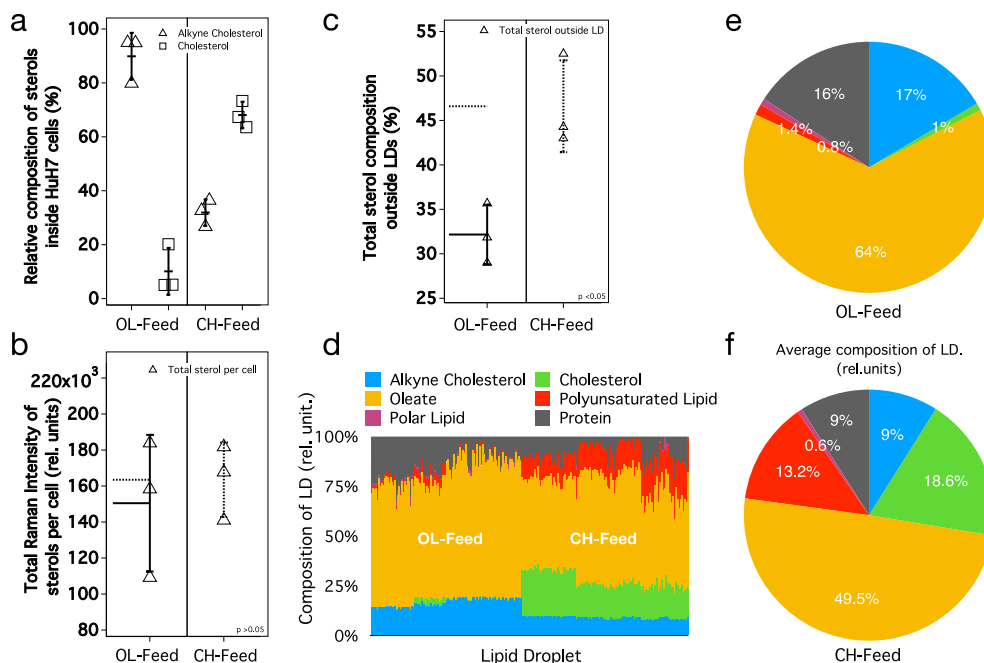 a
Relative composition of sterols
inside HuH7 cells (%)
100
80
60
40
20
0
Alkyne Cholesterol
Cholesterol
OL-Feed
CH-Feed
b
Total Raman Intensity of
sterols per cell (rel. units)
220x10³
200
180
160
140
120
100
80
Total sterol per cell
p >0.05
OL-Feed
CH-Feed
c
Total sterol composition
outside LDs (%)
55
50
45
40
35
30
25
Total sterol outside LD
p <0.05
OL-Feed
CH-Feed
d
Alkyne Cholesterol
Cholesterol
Oleate
Polyunsaturated Lipid
Polar Lipid
Protein
Composition of LD (rel.unit.)
100%
75%
50%
25%
0%
OL-Feed
CH-Feed
Lipid Droplet
e
16%
17%
1.4%
0.8%
1%
64%
OL-Feed
f
Average composition of LD.
(rel.units)
9%
9%
0.6%
13.2%
18.6%
49.5%
CH-Feed